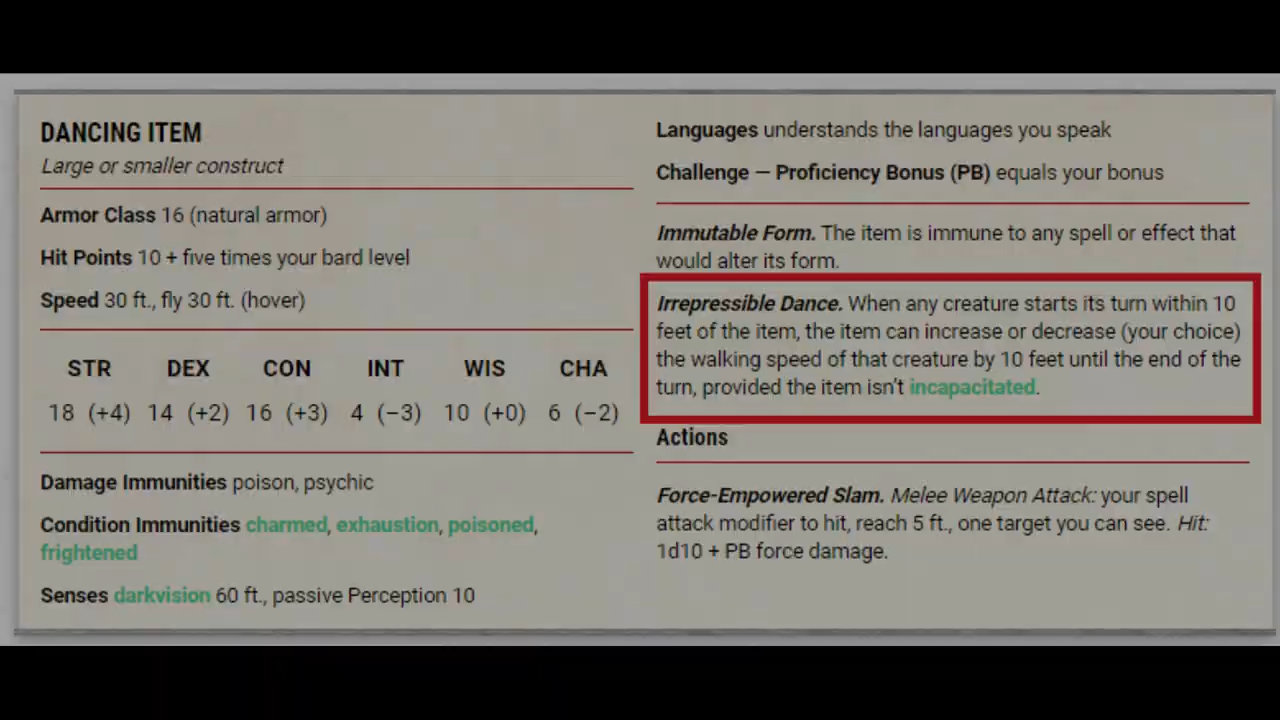 DANCING ITEM
Large or smaller construct
Armor Class 16 (natural armor)
Hit Points 10 + five times your bard level
Speed 30 ft., fly 30 ft. (hover)
STR DEX CON INT WIS CHA
18 (+4) 14 (+2) 16 (+3) 4 (−3) 10 (+0) 6 (−2)
Damage Immunities poison, psychic
Condition Immunities charmed, exhaustion, poisoned,
frightened
Senses darkvision 60 ft., passive Perception 10
Languages understands the languages you speak
Challenge — Proficiency Bonus (PB) equals your bonus
Immutable Form. The item is immune to any spell or effect that
would alter its form.
Irrepressible Dance. When any creature starts its turn within 10
feet of the item, the item can increase or decrease (your choice)
the walking speed of that creature by 10 feet until the end of the
turn, provided the item isn't incapacitated.
Actions
Force-Empowered Slam. Melee Weapon Attack: your spell
attack modifier to hit, reach 5 ft., one target you can see. Hit:
1d10 + PB force damage.